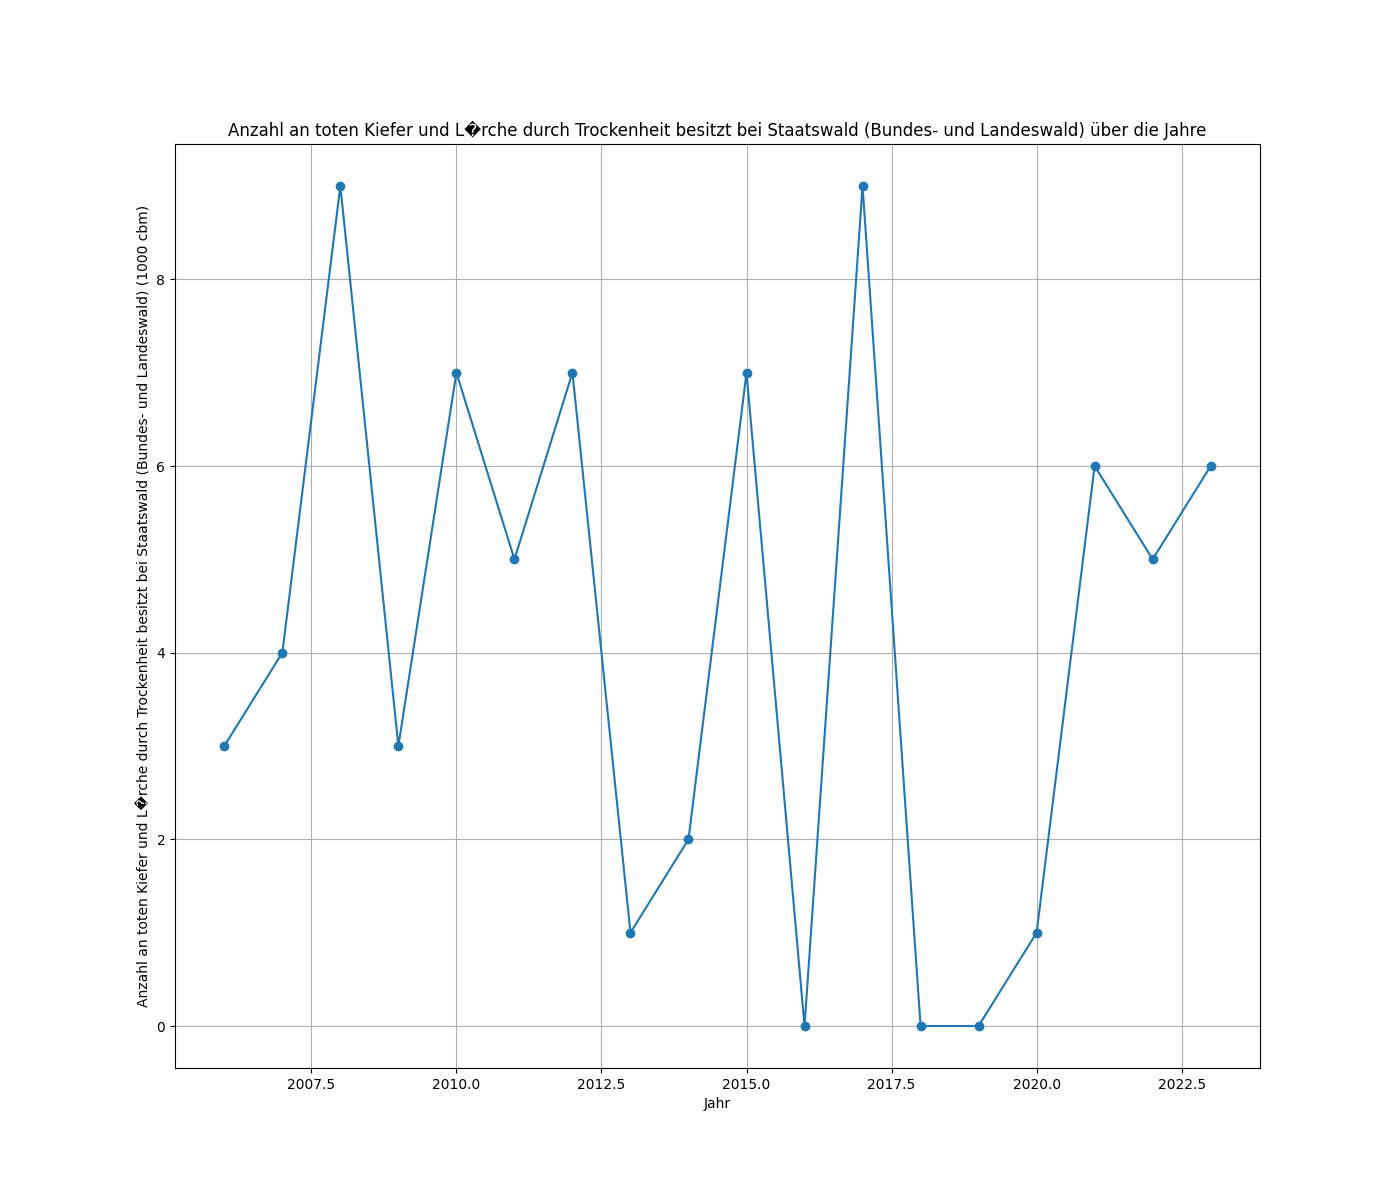 Anzahl an toten Kiefer und L�rche durch Trockenheit besitzt bei Staatswald (Bundes- und Landeswald) über die Jahre
Anzahl an toten Kiefer und L�rche durch Trockenheit besitzt bei Staatswald (Bundes- und Landeswald) (1000 cbm)
8
6
4
2
0
2007.5 2010.0 2012.5 2015.0 2017.5 2020.0 2022.5
Jahr